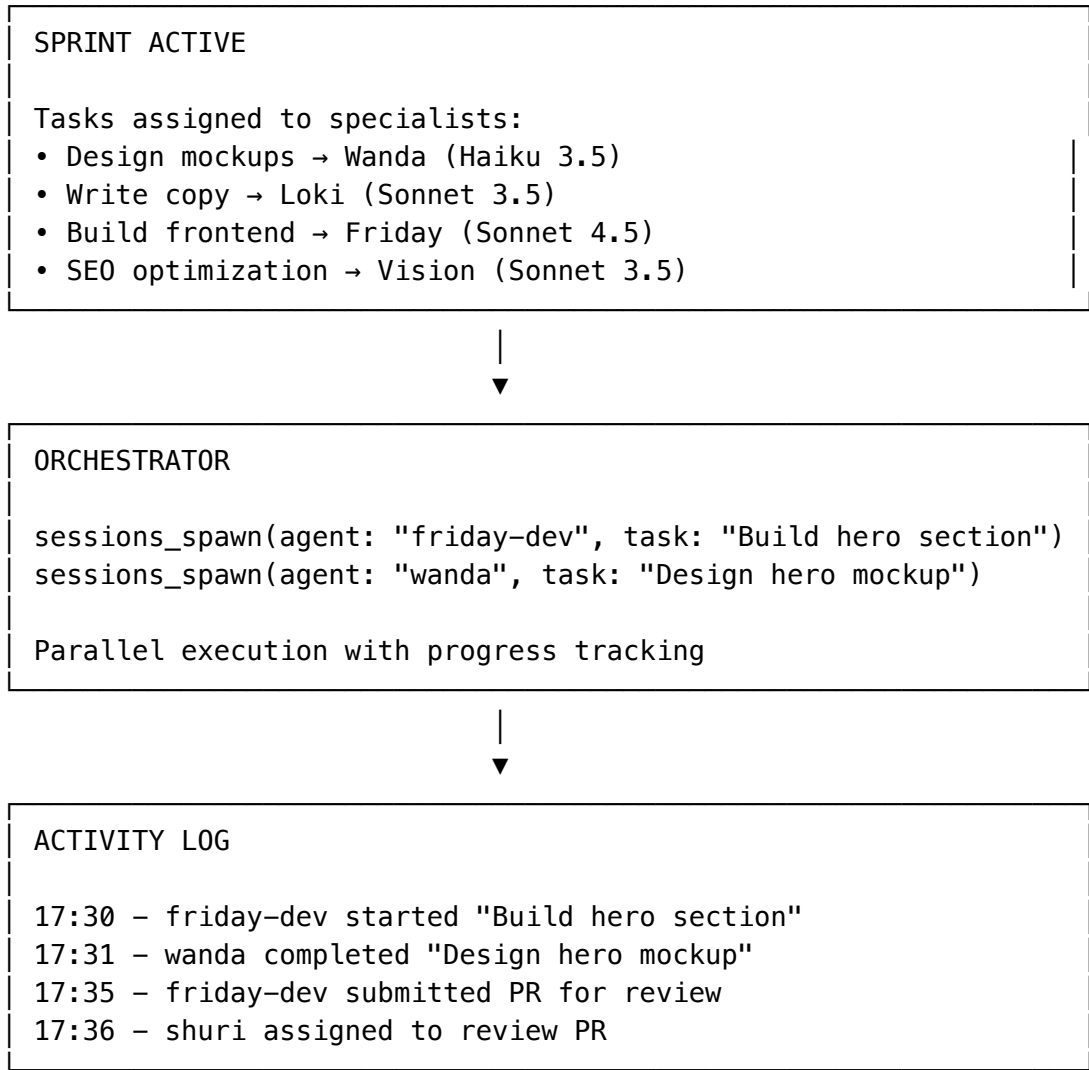 SPRINT ACTIVE
Tasks assigned to specialists:
• Design mockups → Wanda (Haiku 3.5)
• Write copy → Loki (Sonnet 3.5)
• Build frontend → Friday (Sonnet 4.5)
• SEO optimization → Vision (Sonnet 3.5)
ORCHESTRATOR
sessions_spawn(agent: "friday-dev", task: "Build hero section")
sessions_spawn(agent: "wanda", task: "Design hero mockup")
Parallel execution with progress tracking
ACTIVITY LOG
17:30 – friday-dev started "Build hero section"
17:31 – wanda completed "Design hero mockup"
17:35 – friday-dev submitted PR for review
17:36 – shuri assigned to review PR